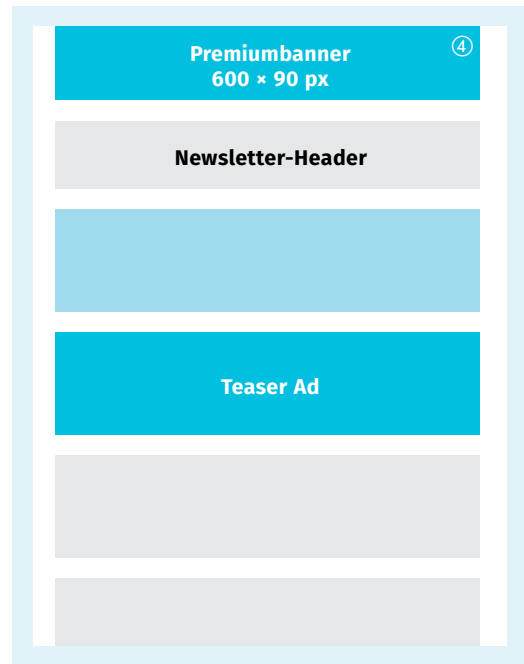 Premiumbanner
④
600 × 90 px
Newsletter-Header
Teaser Ad